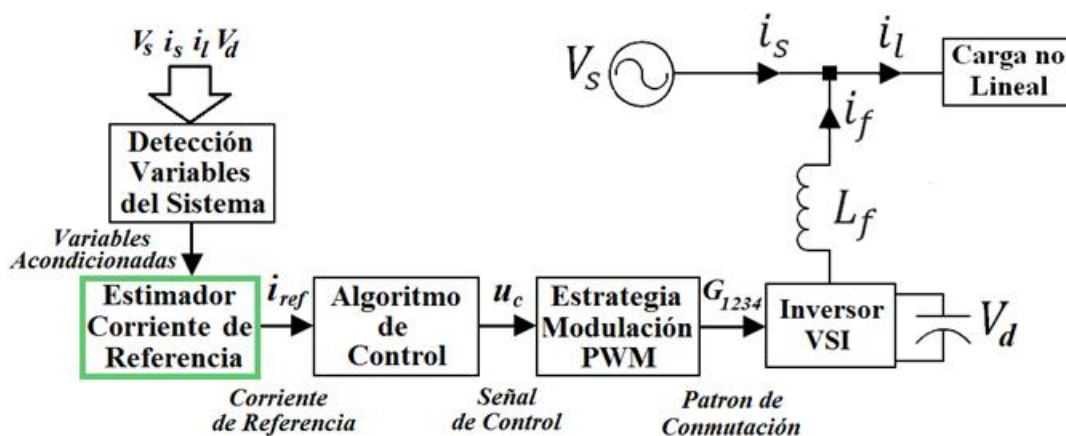 V_s i_s i_l V_d
Detección
Variables
del Sistema
Variables
Acondicionadas
Estimador
Corriente de
Referencia
i_ref
Corriente
de Referencia
Algoritmo
de
Control
u_c
Señal
de Control
Estrategia
Modulación
PWM
G_1234
Patron de
Conmutación
Inversor
VSI
V_d
L_f
i_f
V_s
i_s
i_l
Carga no
Lineal